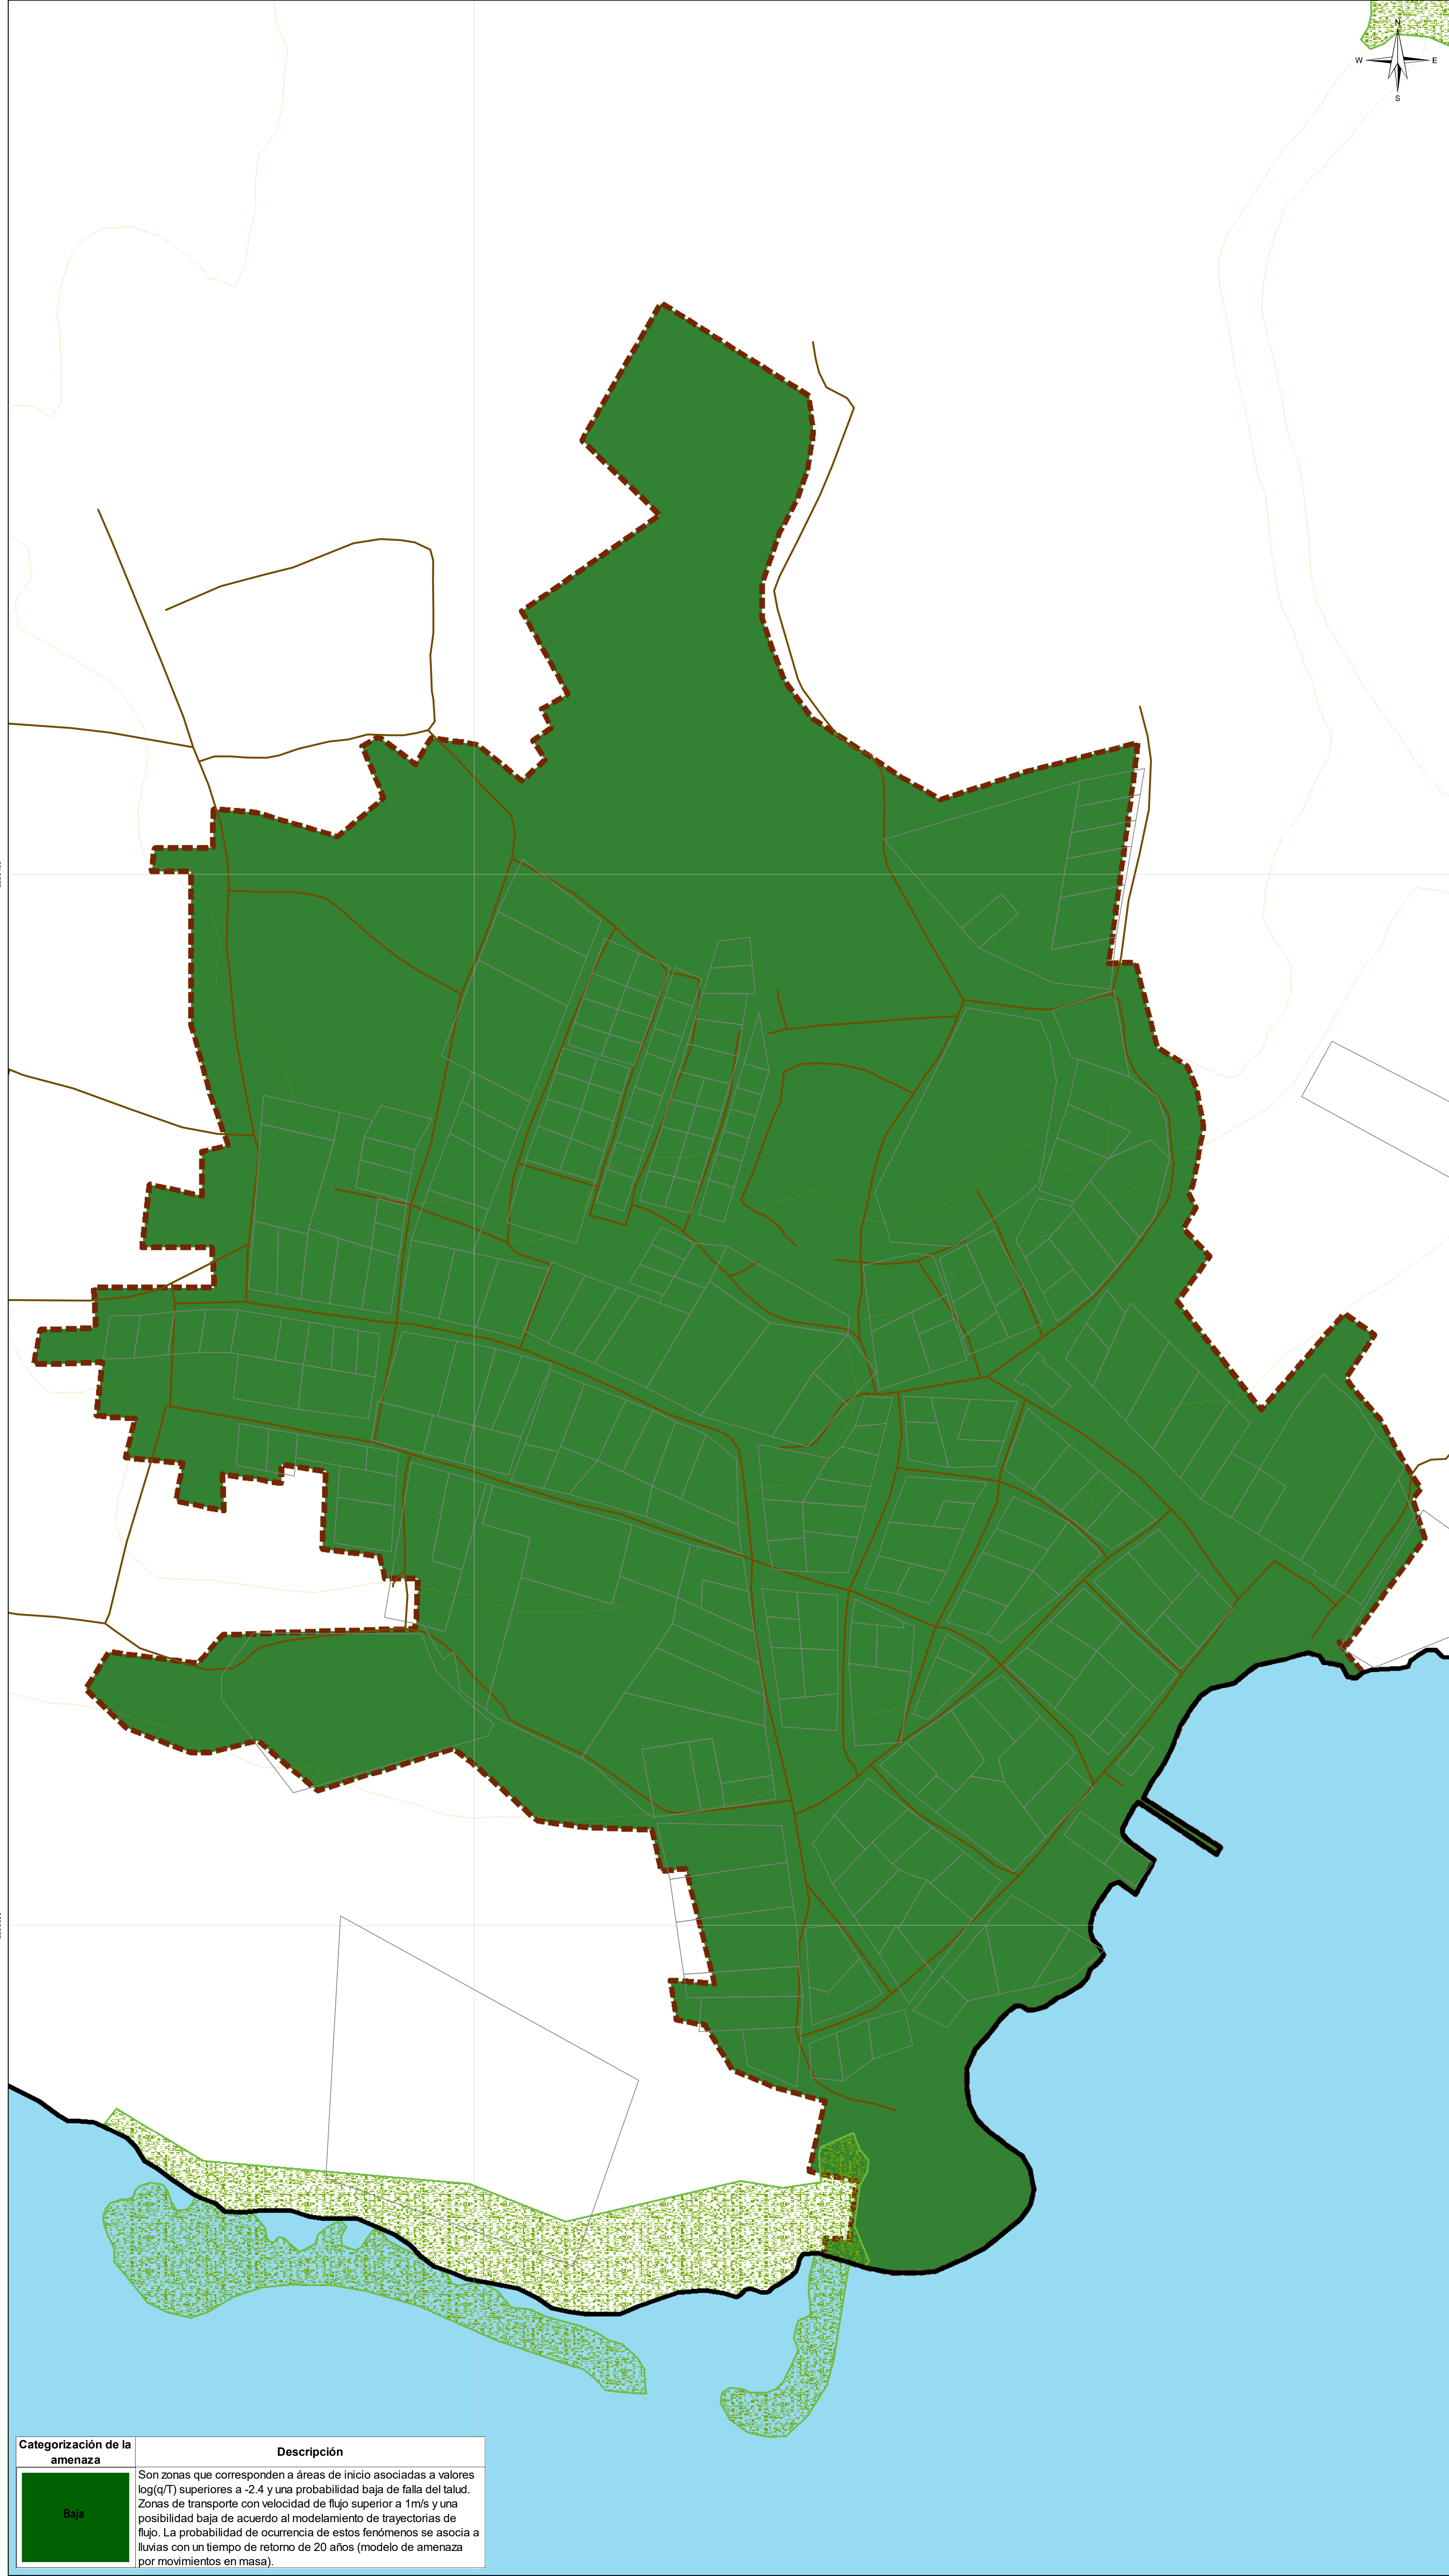 N
W
E
S
Categorización de la
amenaza
Descripción
Baja
Son zonas que corresponden a áreas de inicio asociadas a valores
log(q/T) superiores a -2.4 y una probabilidad baja de falla del talud.
Zonas de transporte con velocidad de flujo superior a 1m/s y una
posibilidad baja de acuerdo al modelamiento de trayectorias de
flujo. La probabilidad de ocurrencia de estos fenómenos se asocia a
lluvias con un tiempo de retorno de 20 años (modelo de amenaza
por movimientos en masa).